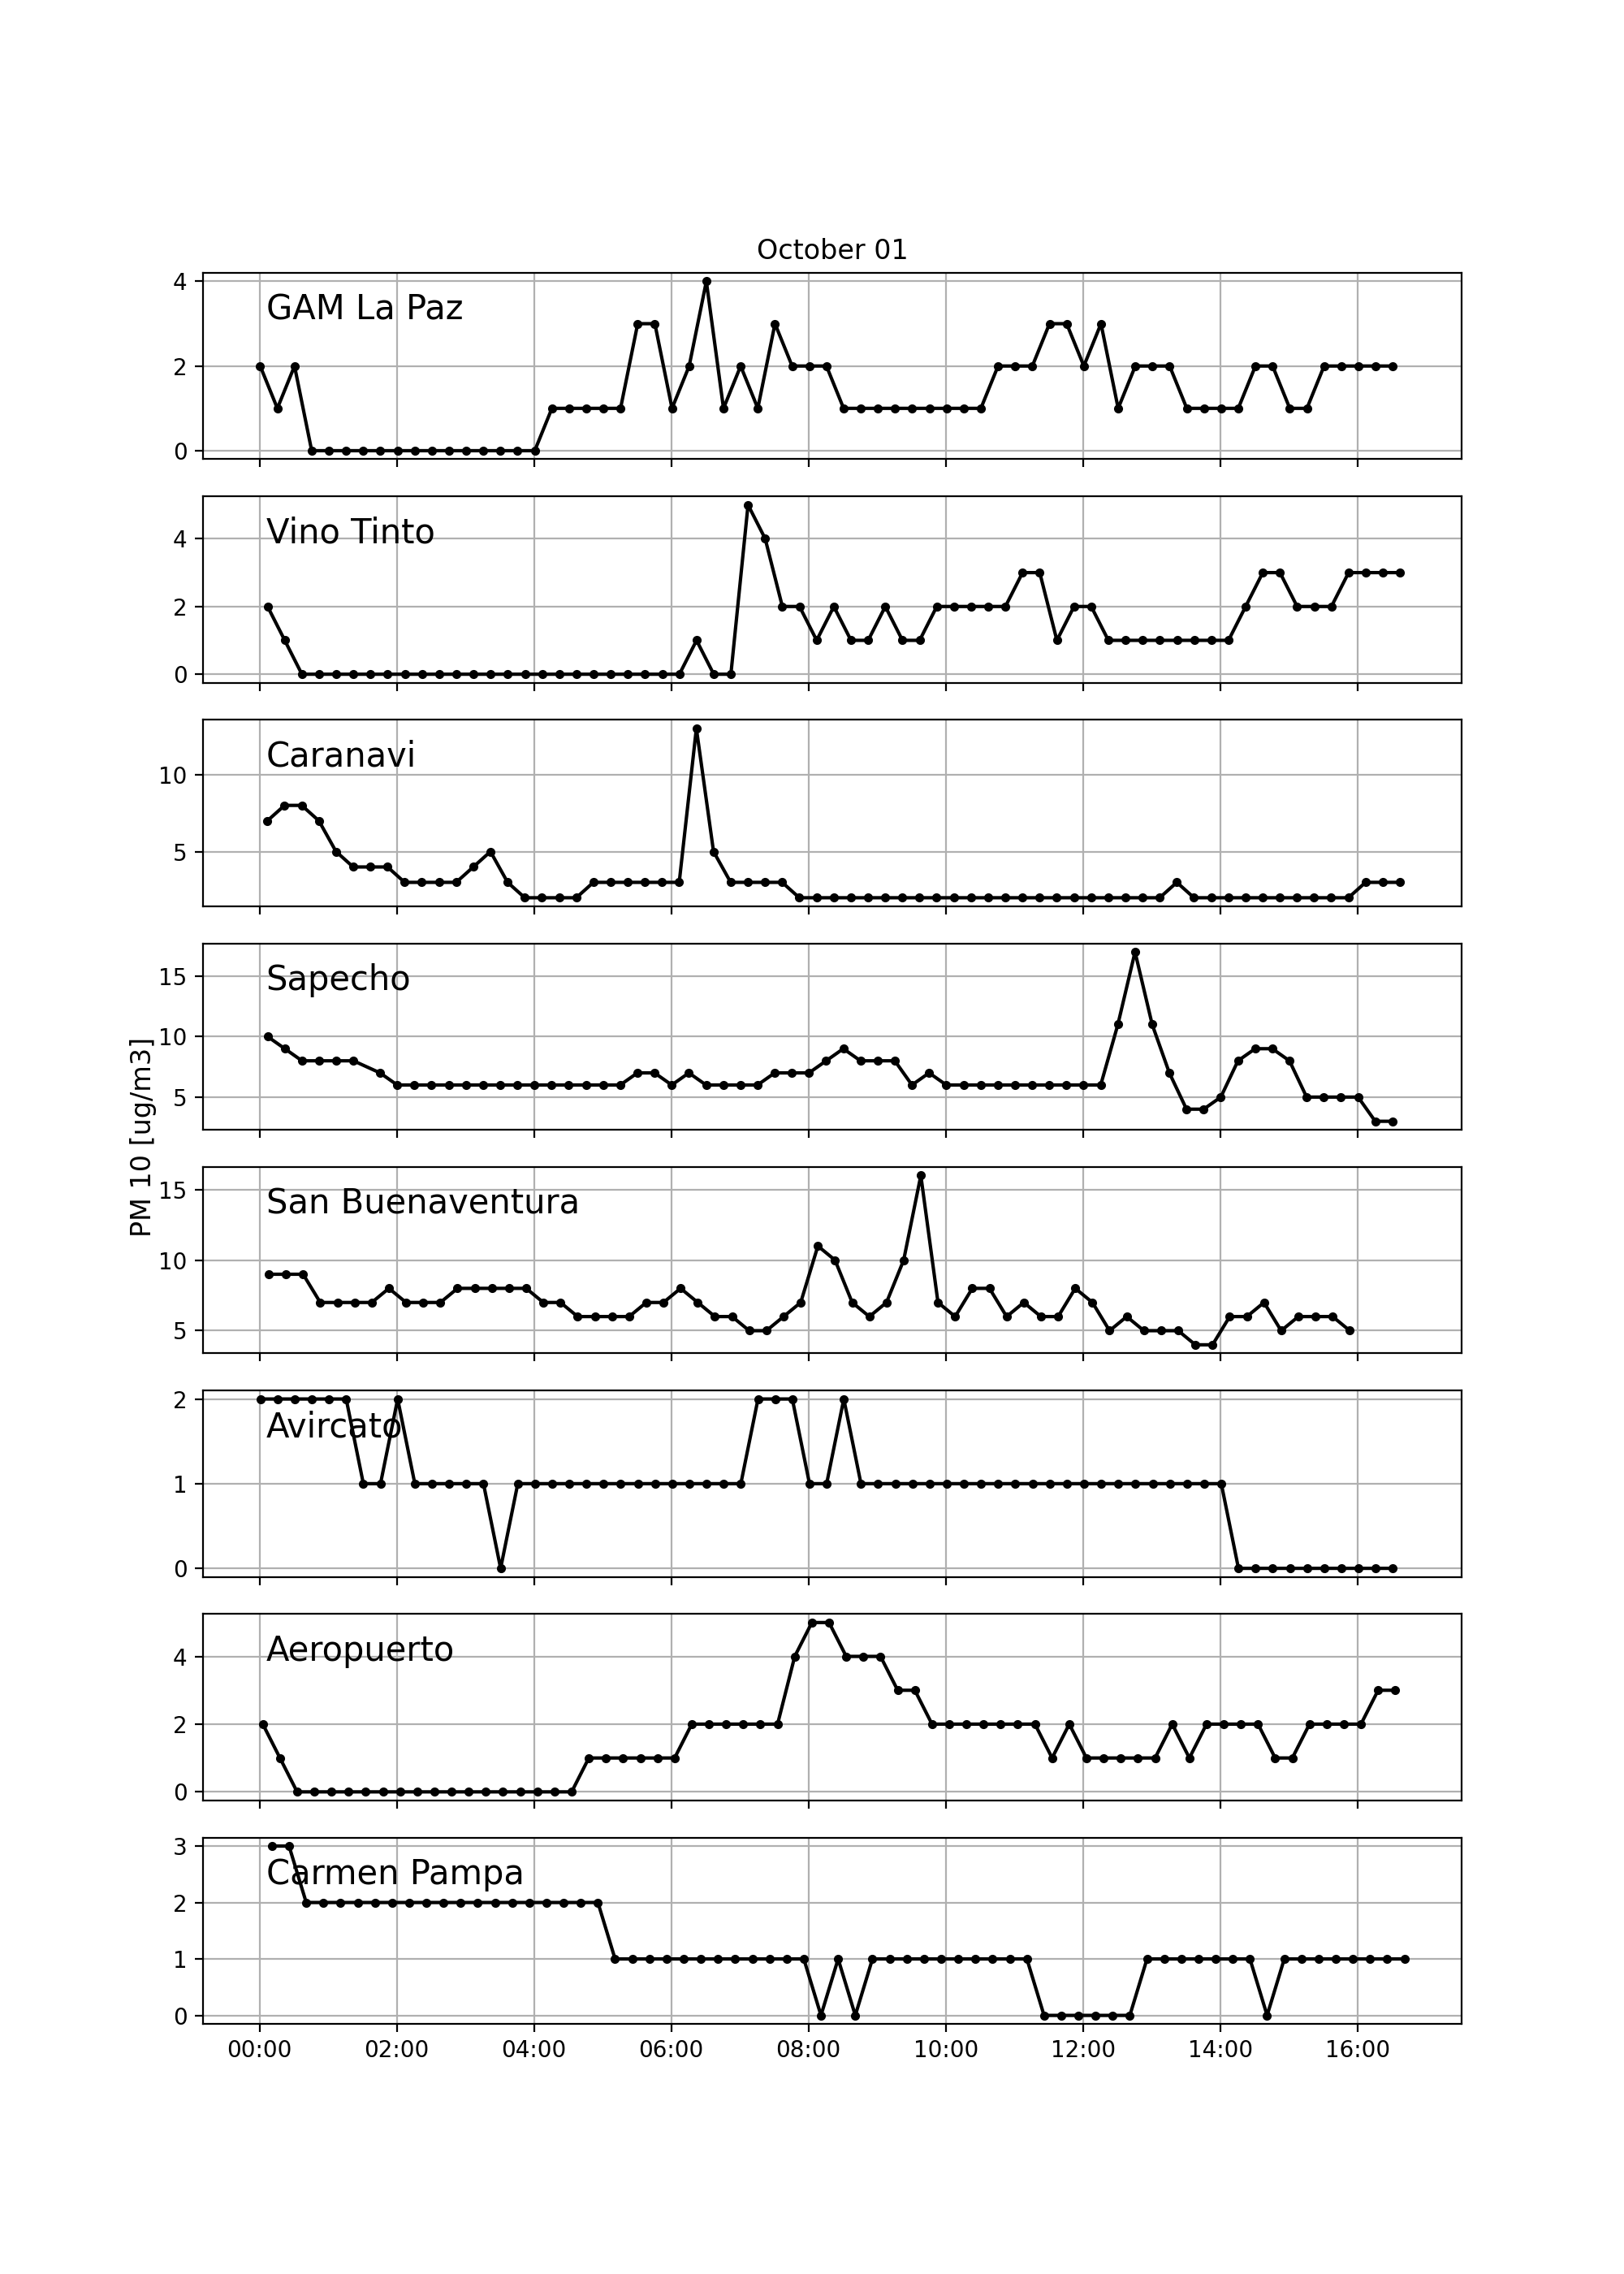 October 01
GAM La Paz
4
2
0
Vino Tinto
4
2
0
Caranavi
10
5
Sapecho
15
10
5
PM 10 [ug/m3]
San Buenaventura
15
10
5
Avircato
2
1
0
Aeropuerto
4
2
0
Carmen Pampa
3
2
1
0
00:00 02:00 04:00 06:00 08:00 10:00 12:00 14:00 16:00